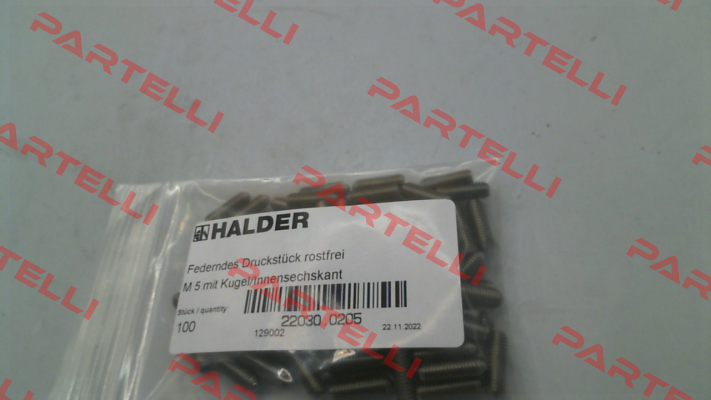 HALDER
Federndes Druckstück rostfrei
M 5 mit Kugel/Innensechskant
Stück / quantity:
100
22030.0205
129002
22.11.2022
PARTELLI
PARTELLI
PARTELLI
PARTELLI
PARTELLI
PARTELLI
PARTELLI